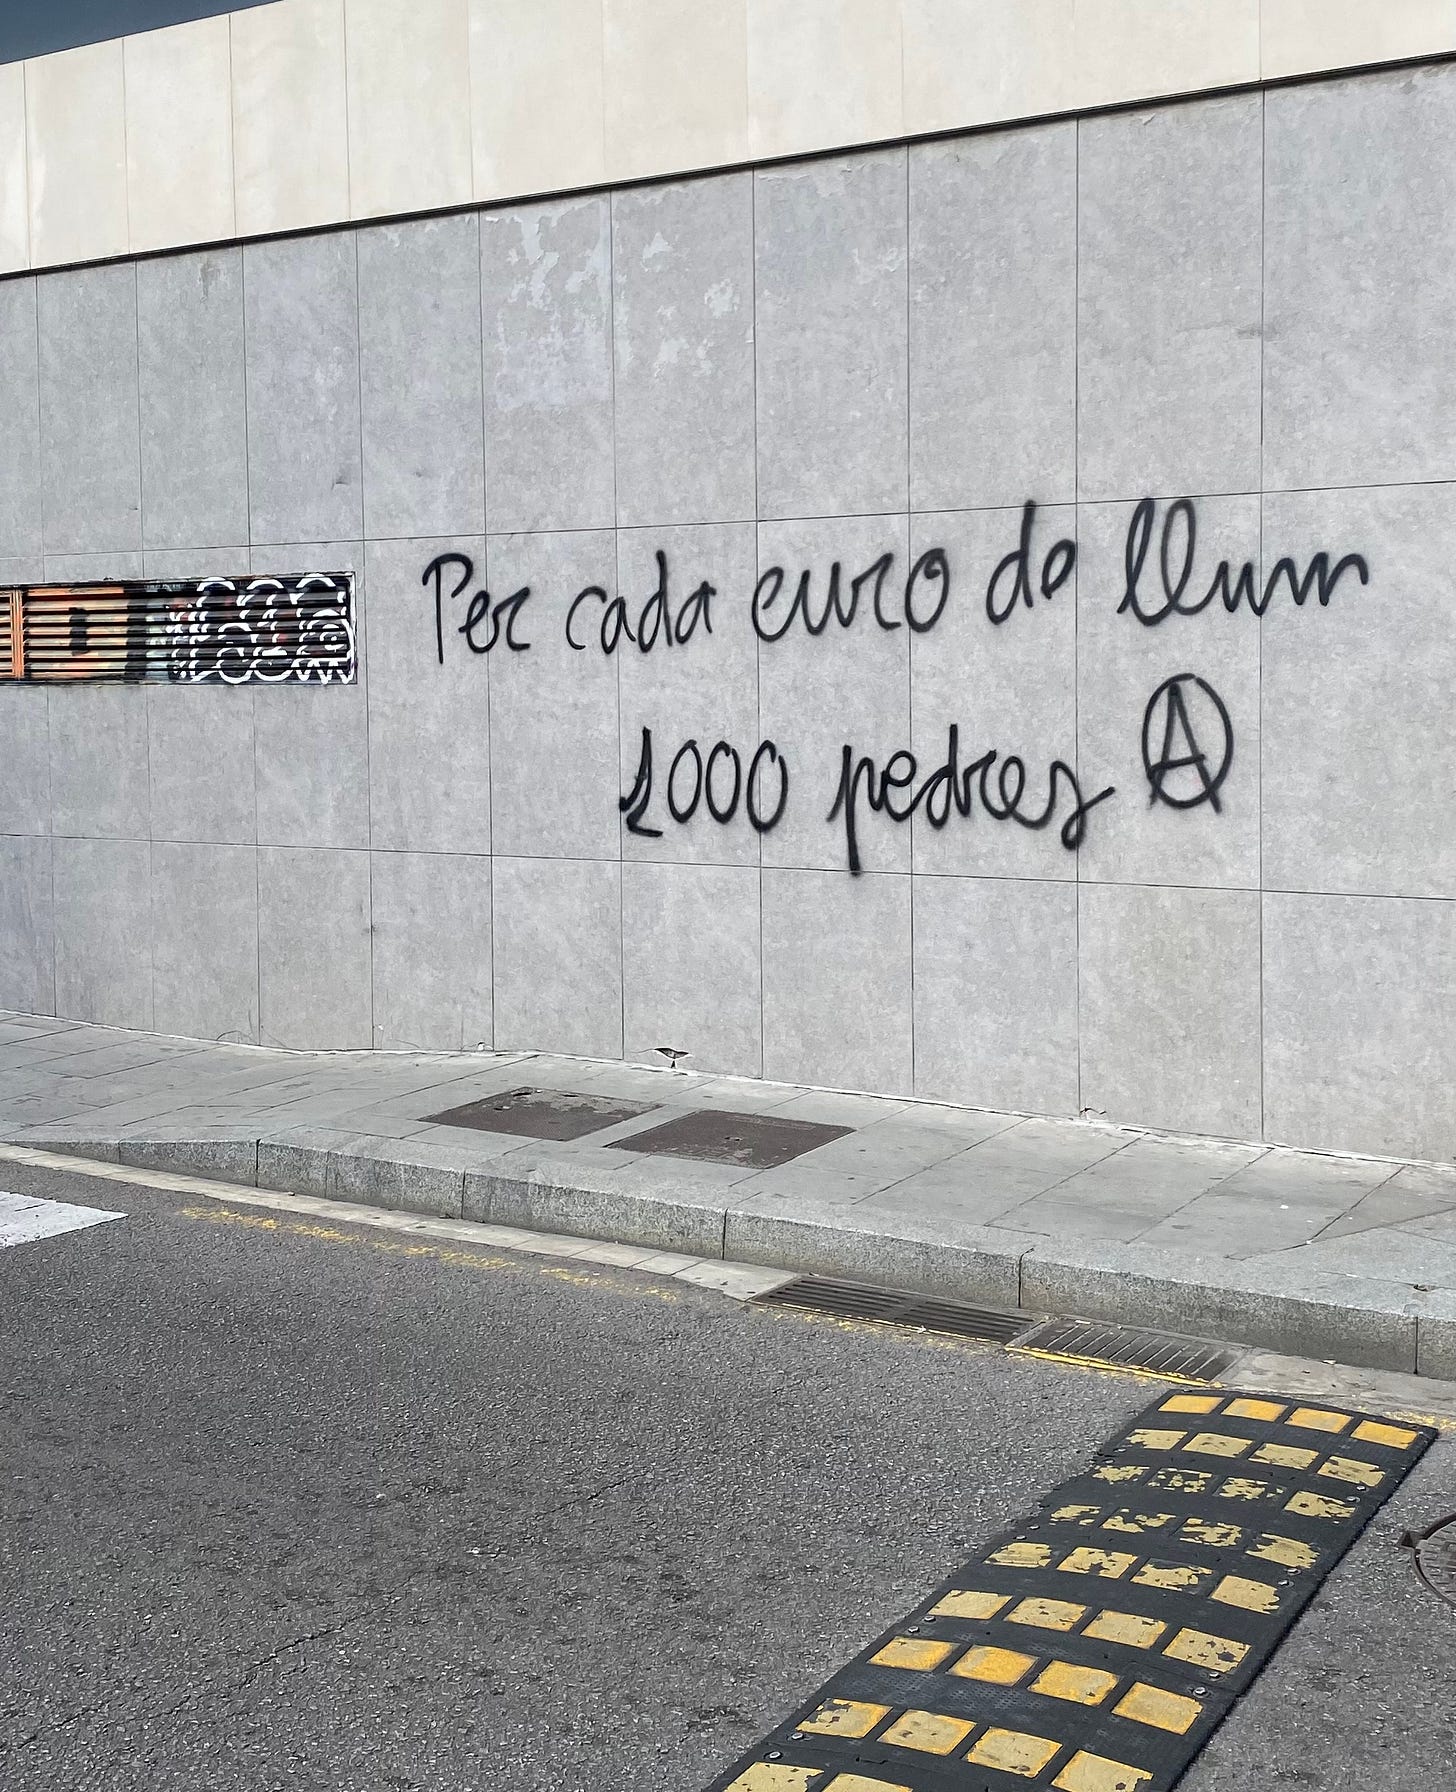 Per cada euro de llum
1000 pedres Ⓐ